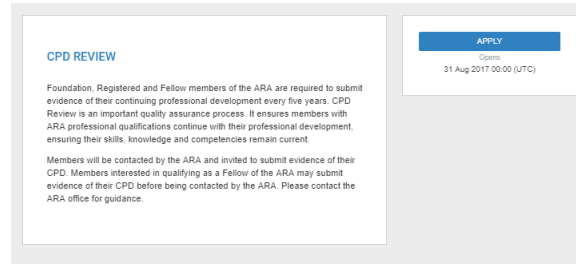 CPD REVIEW
Foundation, Registered and Fellow members of the ARA are required to submit
evidence of their continuing professional development every five years. CPD
Review is an important quality assurance process. It ensures members with
ARA professional qualifications continue with their professional development,
ensuring their skills, knowledge and competencies remain current.
Members will be contacted by the ARA and invited to submit evidence of their
CPD. Members interested in qualifying as a Fellow of the ARA may submit
evidence of their CPD before being contacted by the ARA. Please contact the
ARA office for guidance.
APPLY
Opens
31 Aug 2017 00:00 (UTC)